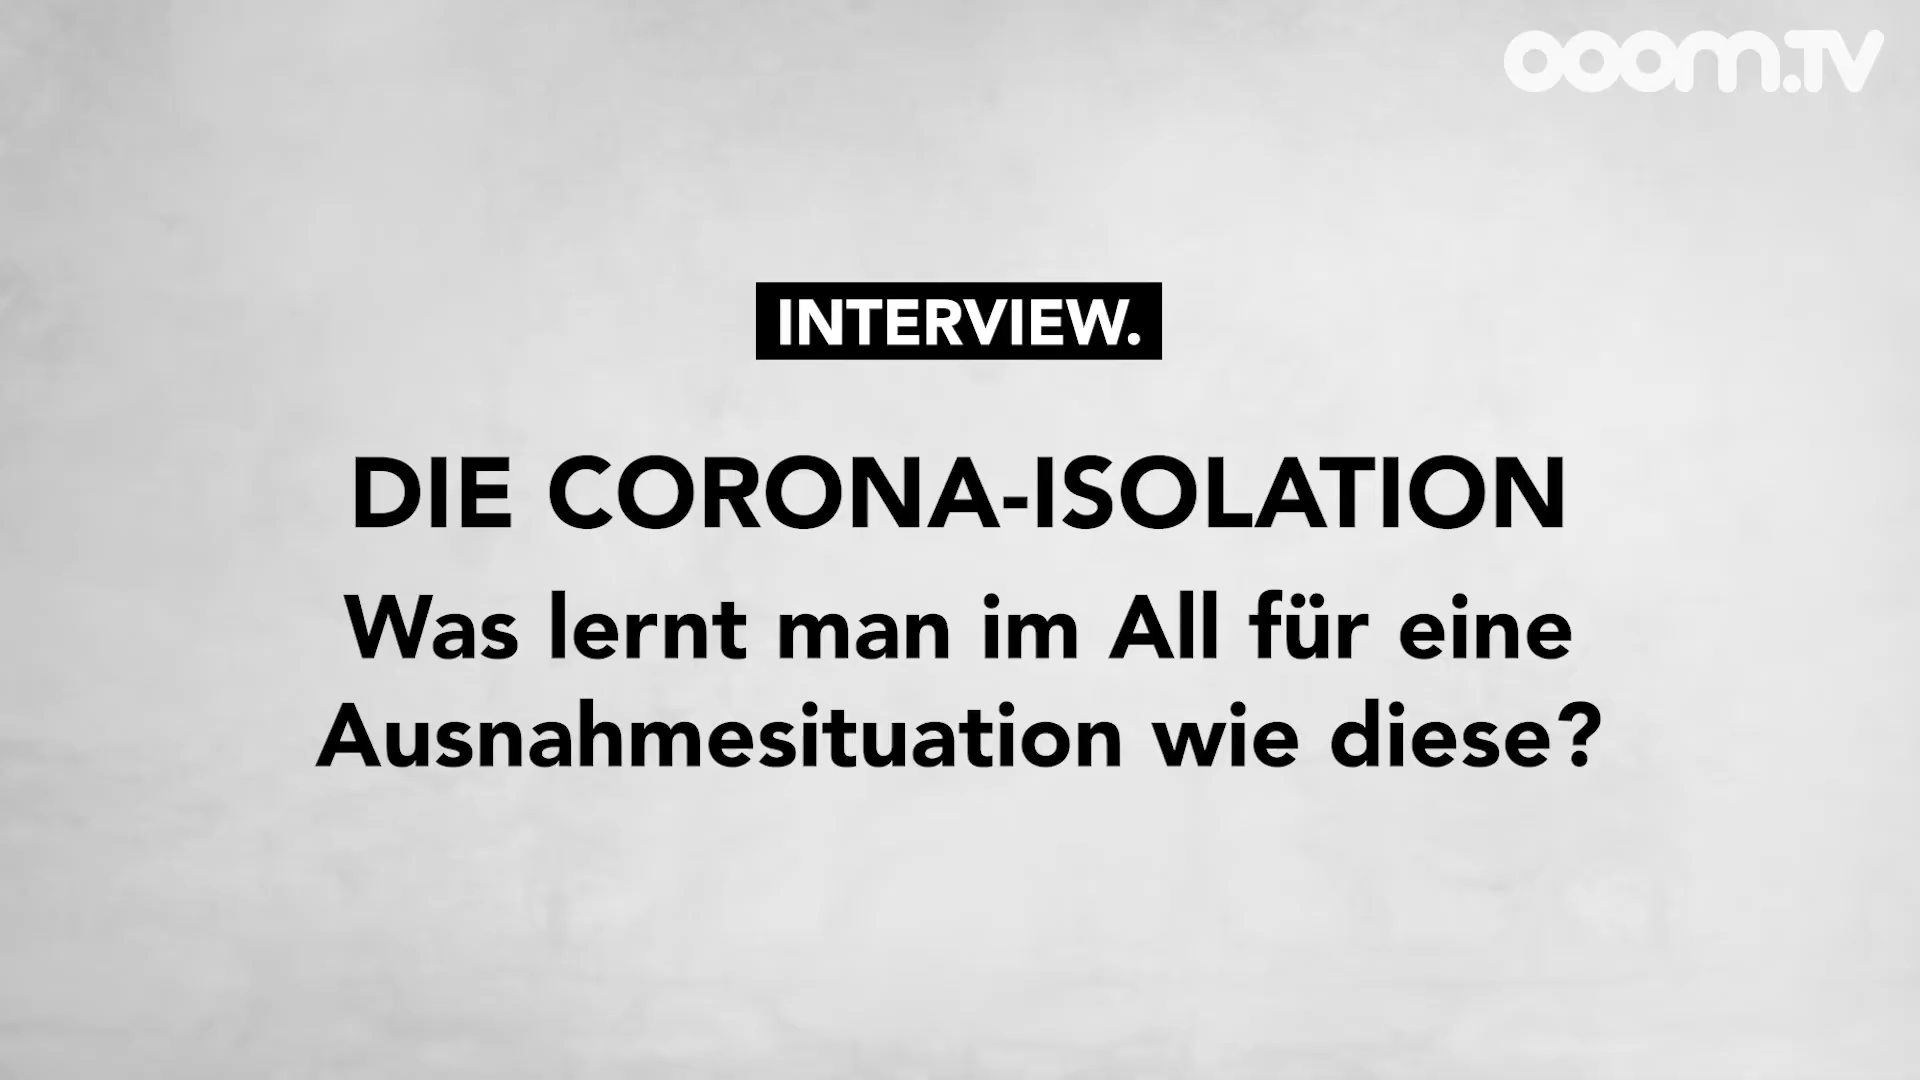 ooom.TV
INTERVIEW.
DIE CORONA-ISOLATION
Was lernt man im All für eine
Ausnahmesituation wie diese?